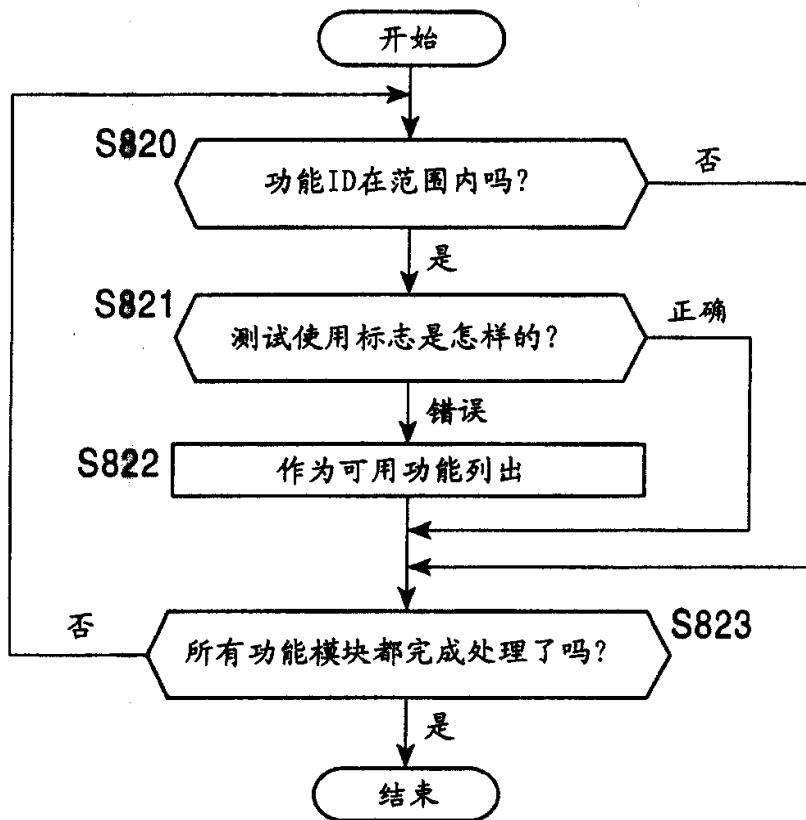 开始
S820
功能ID在范围内吗?
否
是
S821
测试使用标志是怎样的?
正确
错误
S822
作为可用功能列出
否
所有功能模块都完成处理了吗?
S823
是
结束